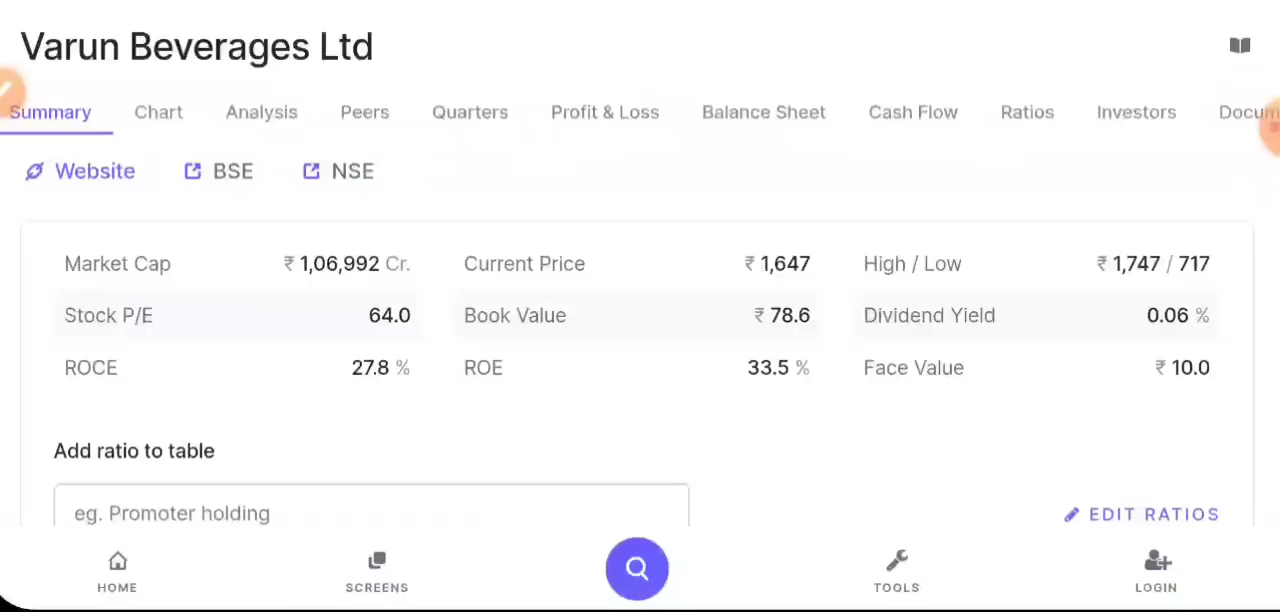 Varun Beverages Ltd
Summary Chart Analysis Peers Quarters Profit & Loss Balance Sheet Cash Flow Ratios Investors Docum
Website BSE NSE
Market Cap ₹ 1,06,992 Cr. Current Price ₹ 1,647 High / Low ₹ 1,747 / 717
Stock P/E 64.0 Book Value ₹ 78.6 Dividend Yield 0.06 %
ROCE 27.8 % ROE 33.5 % Face Value ₹ 10.0
Add ratio to table
eg. Promoter holding EDIT RATIOS
HOME SCREENS TOOLS LOGIN